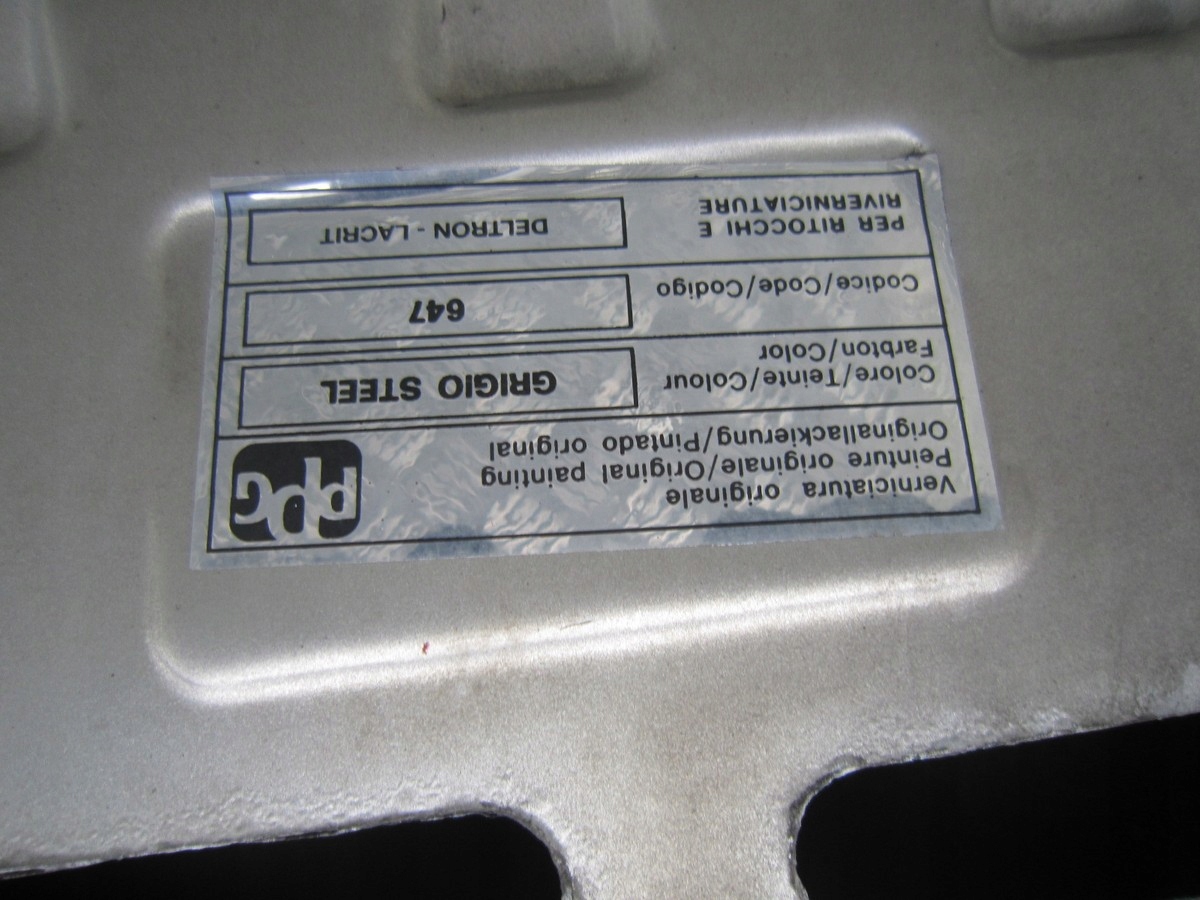 Verniciatura originale
Peinture originale/Original painting
Originallackierung/Pintado original
ppg
Colore/Teinte/Colour
Farbton/Color
GRIGIO STEEL
Codice/Code/Codigo
647
PER RITOCCHI E
RIVERNICIATURE
DELTRON - LACRIT